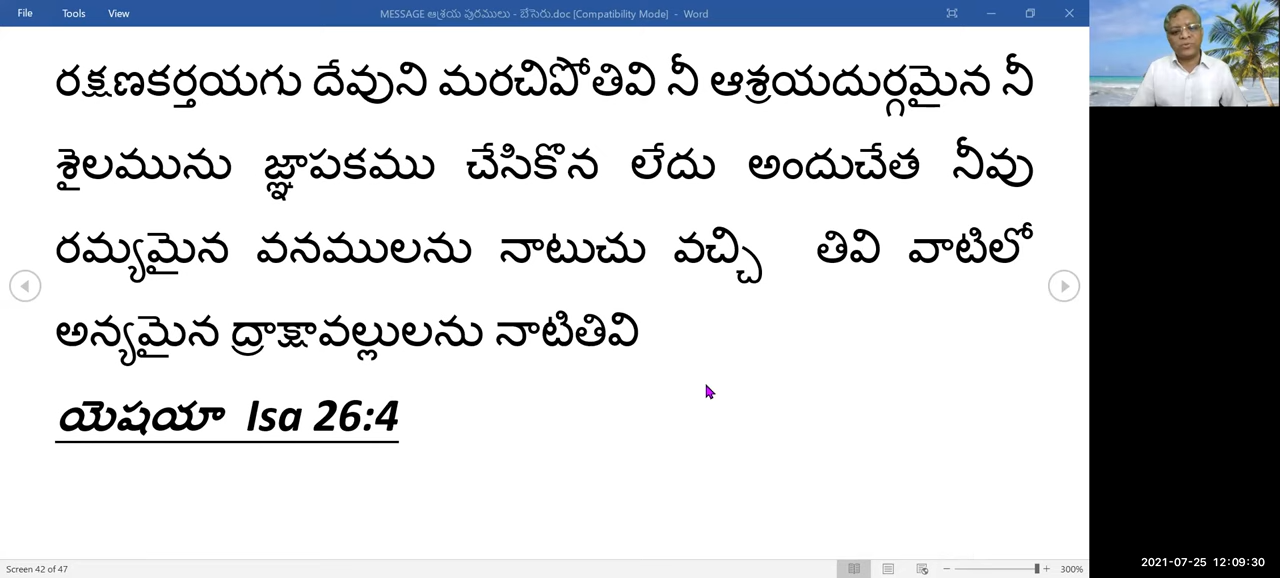 File Tools View MESSAGE ఆశ్రయ పురములు - బేసెరు.doc [Compatibility Mode] - Word
రక్షణకర్తయగు దేవుని మరచిపోతివి నీ ఆశ్రయదుర్గమైన నీ
శైలమును జ్ఞాపకము చేసికొన లేదు అందుచేత నీవు
రమ్యమైన వనములను నాటుచు వచ్చి తివి వాటిలో
అన్యమైన ద్రాక్షావల్లులను నాటితివి
యెషయా Isa 26:4
Screen 42 of 47 300%
2021-07-25 12:09:30